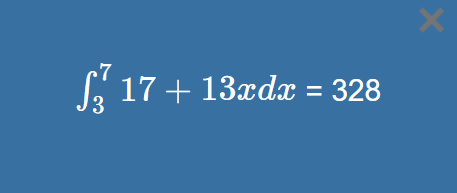 ∫₃⁷ 17 + 13xdx = 328